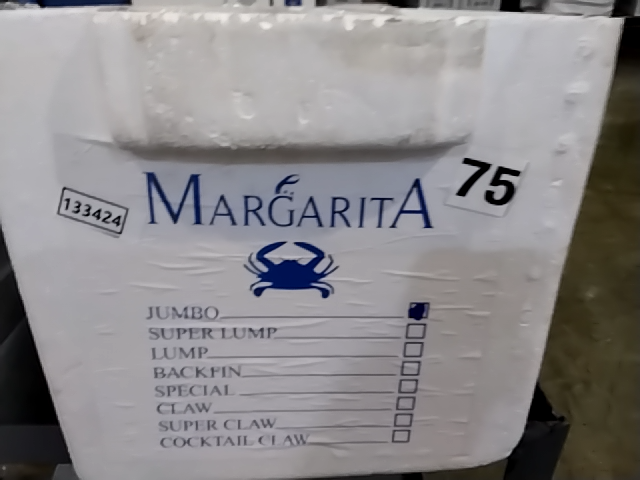 75
133424
MARGARITA
JUMBO
SUPER LUMP
LUMP
BACKFIN
SPECIAL
CLAW
SUPER CLAW
COCKTAIL CLAW